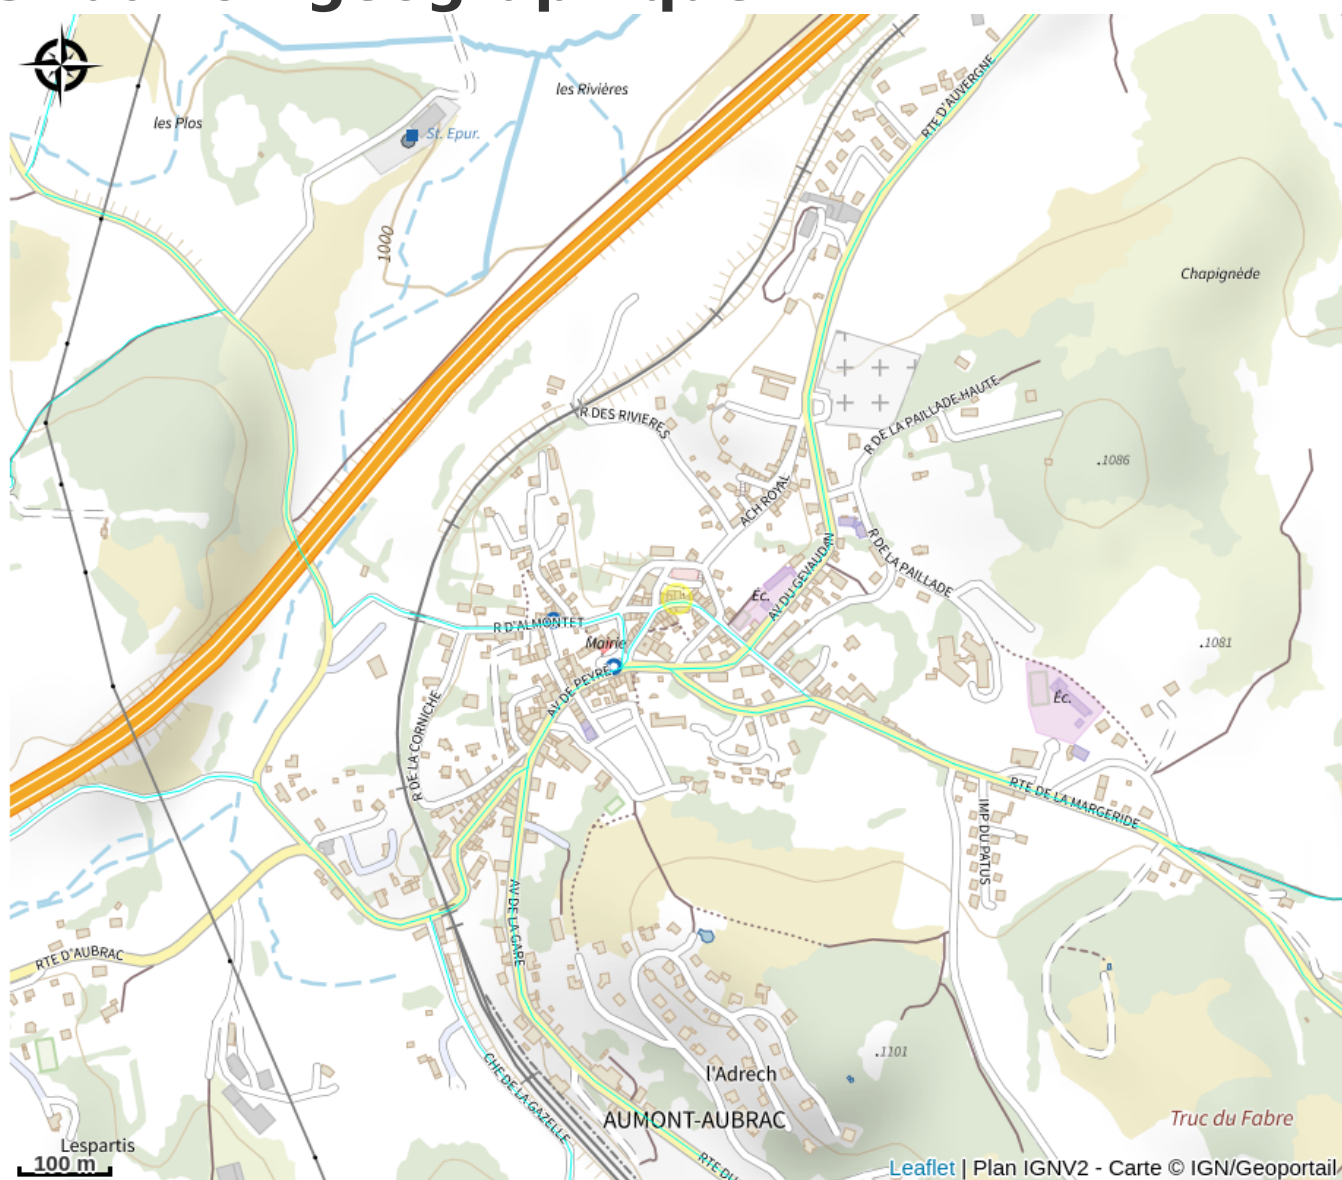 les Rivières
les Plos
St. Epur.
RTE D'AUVERGNE
1000
Chapignède
R DES RIVIERES
R DE LA PAILLADE-HAUTE
.1086
ACH ROYAL
R DE LA PAILLADE
AV DU GEVAUDAN
Éc.
R D'ALMONTET
Mairie
.1081
AV DE PEYRE
Éc.
R DE LA CORNICHE
RTE DE LA MARGERIDE
IMP DU PATUS
AV DE LA GARE
RTE D'AUBRAC
.1101
CHE DE LA GAZELLE
l'Adrech
AUMONT-AUBRAC
Truc du Fabre
Lespartis
RTE DU
100 m
Leaflet | Plan IGNV2 - Carte © IGN/Geoportail